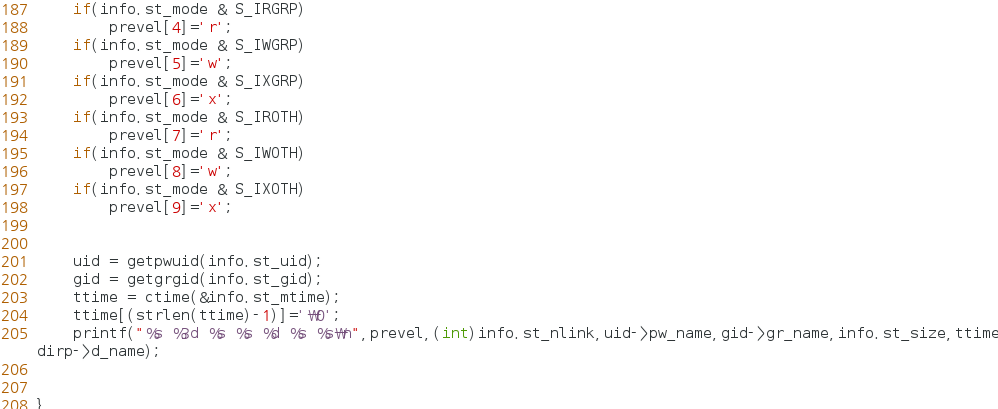 187     if(info.st_mode & S_IRGRP)
188         prevel[4]='r';
189     if(info.st_mode & S_IWGRP)
190         prevel[5]='w';
191     if(info.st_mode & S_IXGRP)
192         prevel[6]='x';
193     if(info.st_mode & S_IROTH)
194         prevel[7]='r';
195     if(info.st_mode & S_IWOTH)
196         prevel[8]='w';
197     if(info.st_mode & S_IXOTH)
198         prevel[9]='x';
199
200
201     uid = getpwuid(info.st_uid);
202     gid = getgrgid(info.st_gid);
203     ttime = ctime(&info.st_mtime);
204     ttime[(strlen(ttime)-1)]='₩0';
205     printf("%s %3d %s %s %d %s %s₩n",prevel,(int)info.st_nlink,uid->pw_name,gid->gr_name,info.st_size,ttime
dirp->d_name);
206
207
208 }